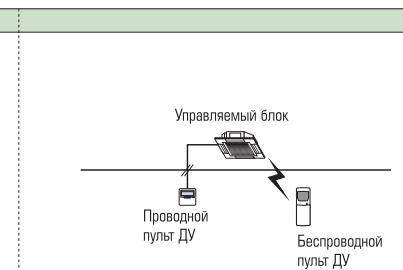 Управляемый блок
Проводной
пульт ДУ
Беспроводной
пульт ДУ